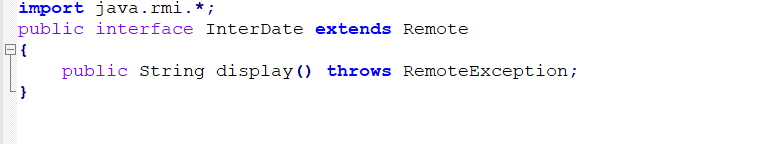 import java.rmi.*;
public interface InterDate extends Remote
{
    public String display() throws RemoteException;
}